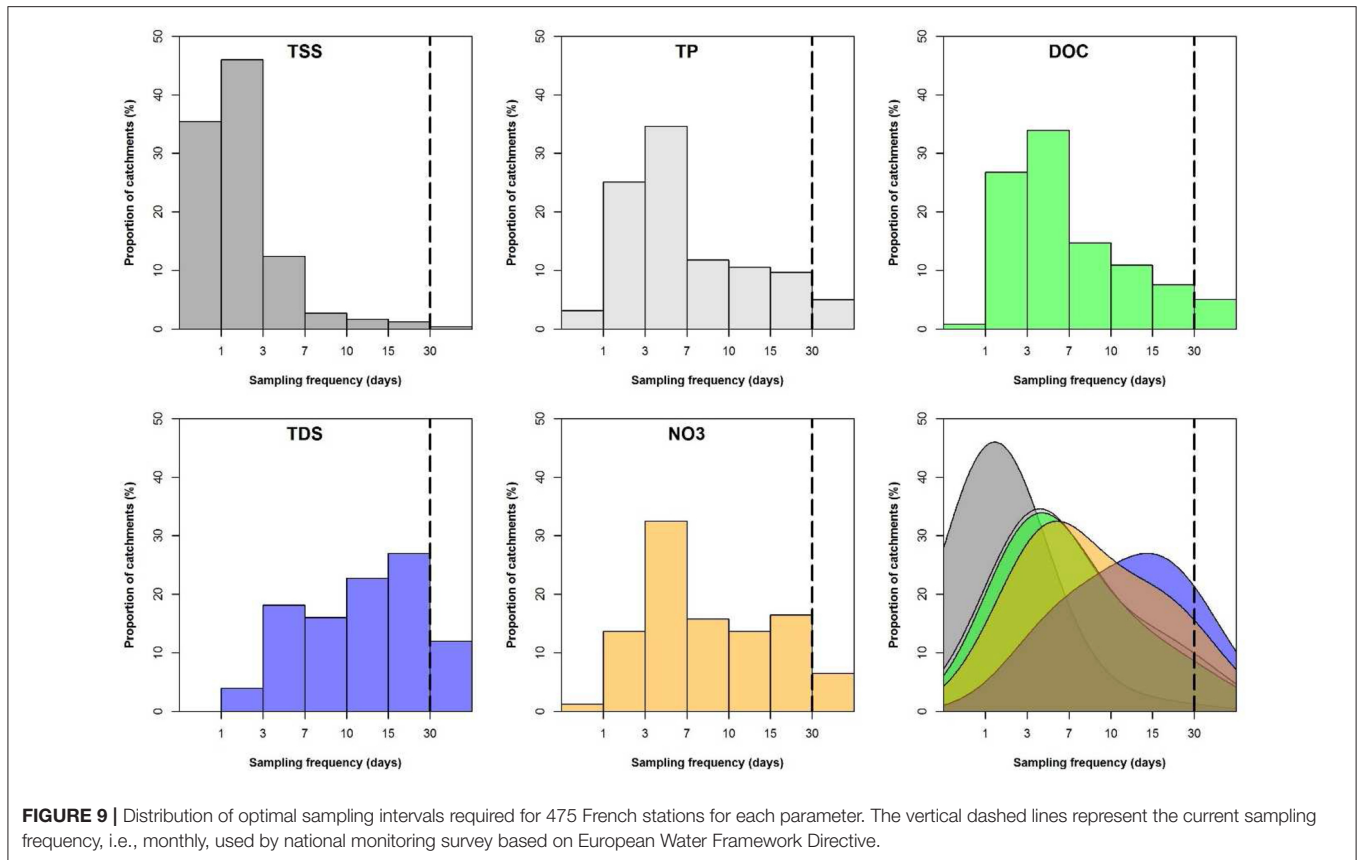 TSS
Proportion of catchments (%)
0 10 20 30 40 50
1 3 7 10 15 30
Sampling frequency (days)
TP
Proportion of catchments (%)
0 10 20 30 40 50
1 3 7 10 15 30
Sampling frequency (days)
DOC
Proportion of catchments (%)
0 10 20 30 40 50
1 3 7 10 15 30
Sampling frequency (days)
TDS
Proportion of catchments (%)
0 10 20 30 40 50
1 3 7 10 15 30
Sampling frequency (days)
NO3
Proportion of catchments (%)
0 10 20 30 40 50
1 3 7 10 15 30
Sampling frequency (days)
Proportion of catchments (%)
0 10 20 30 40 50
1 3 7 10 15 30
Sampling frequency (days)
FIGURE 9 | Distribution of optimal sampling intervals required for 475 French stations for each parameter. The vertical dashed lines represent the current sampling
frequency, i.e., monthly, used by national monitoring survey based on European Water Framework Directive.